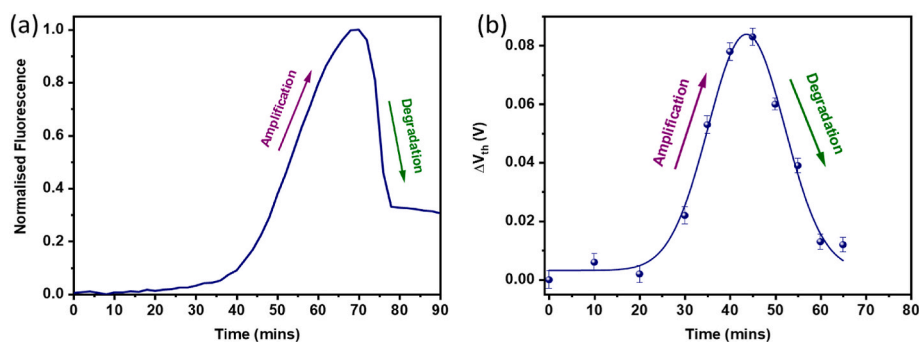 (a)
1.0
0.8
0.6
0.4
0.2
0.0
Normalised Fluorescence
Amplification
Degradation
0 10 20 30 40 50 60 70 80 90
Time (mins)
(b)
0.08
0.06
0.04
0.02
0.00
ΔVth (V)
Amplification
Degradation
0 10 20 30 40 50 60 70 80
Time (mins)